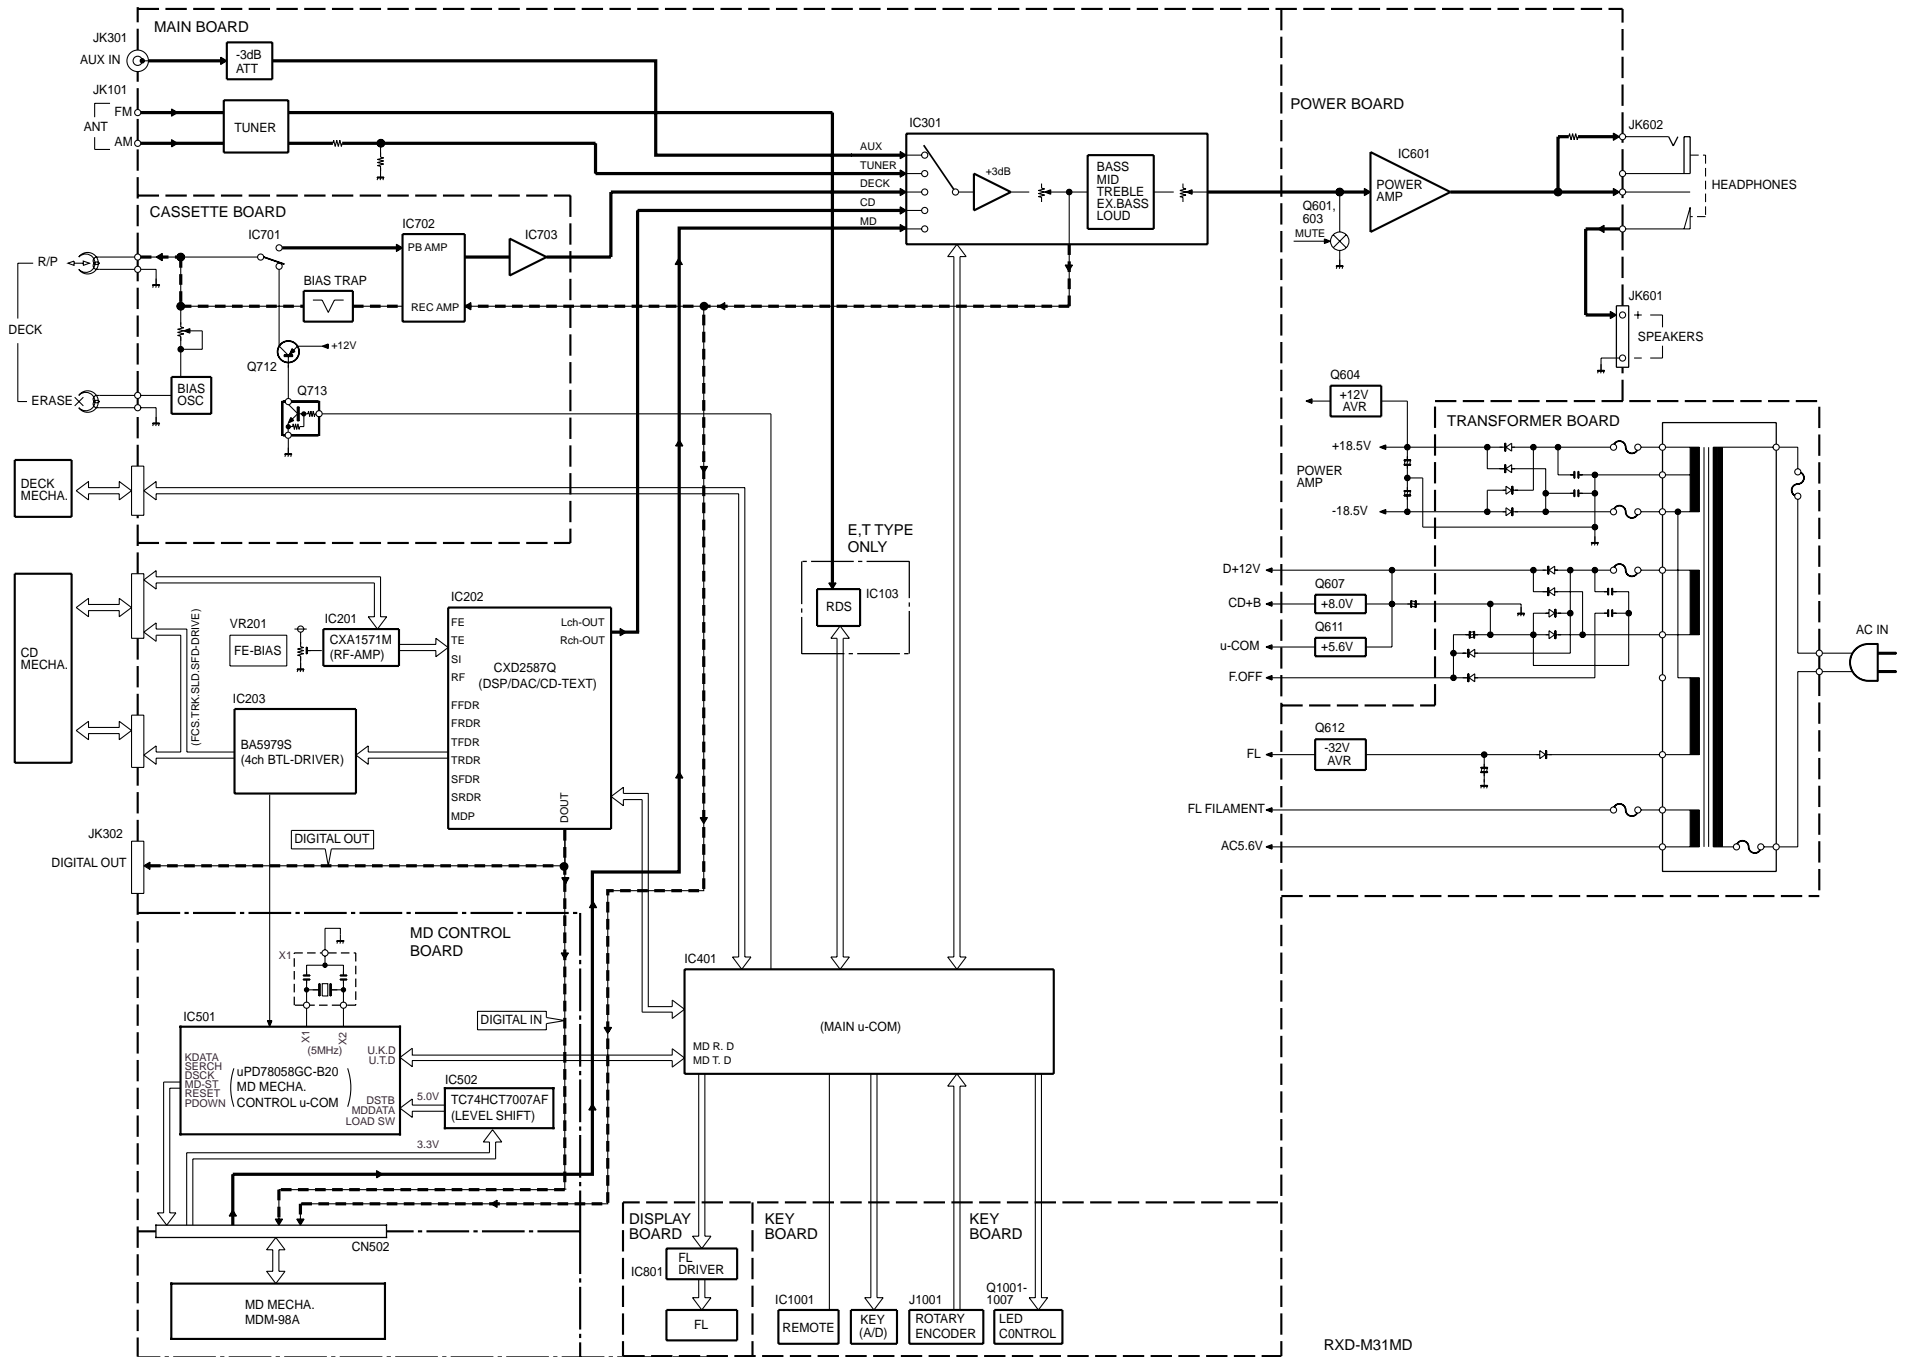 MAIN BOARD
JK301
AUX IN
-3dB
ATT
JK101
FM
ANT
AM
TUNER
POWER BOARD
IC301
AUX
TUNER
DECK
CD
MD
+3dB
BASS
MID
TREBLE
EX.BASS
LOUD
IC601
POWER
AMP
Q601,
603
MUTE
JK602
HEADPHONES
JK601
+
-
SPEAKERS
CASSETTE BOARD
IC701
IC702
PB AMP
REC AMP
IC703
R/P
BIAS TRAP
DECK
+12V
Q712
Q713
ERASE
BIAS
OSC
DECK
MECHA.
Q604
+12V
AVR
TRANSFORMER BOARD
+18.5V
POWER
AMP
-18.5V
D+12V
Q607
CD+B
+8.0V
Q611
u-COM
+5.6V
F.OFF
Q612
FL
-32V
AVR
FL FILAMENT
AC5.6V
AC IN
E,T TYPE
ONLY
IC103
RDS
CD
MECHA.
(FCS.TRK.SLD.SFD-DRIVE)
VR201
FE-BIAS
IC201
CXA1571M
(RF-AMP)
IC202
FE
TE
SI
RF
FFDR
FRDR
TFDR
TRDR
SFDR
SRDR
MDP
Lch-OUT
Rch-OUT
CXD2587Q
(DSP/DAC/CD-TEXT)
DOUT
IC203
BA5979S
(4ch BTL-DRIVER)
JK302
DIGITAL OUT
DIGITAL OUT
MD CONTROL
BOARD
X1
IC501
X1
X2
(5MHz)
KDATA
SERCH
DSCK
MD-ST
RESET
PDOWN
uPD78058GC-B20
MD MECHA.
CONTROL u-COM
U.K.D
U.T.D
DSTB
MDDATA
LOAD SW
DIGITAL IN
IC502
5.0V
TC74HCT7007AF
(LEVEL SHIFT)
3.3V
IC401
(MAIN u-COM)
MD R. D
MD T. D
CN502
MD MECHA.
MDM-98A
DISPLAY
BOARD
FL
DRIVER
IC801
FL
KEY
BOARD
KEY
BOARD
IC1001
REMOTE
KEY
(A/D)
J1001
ROTARY
ENCODER
Q1001-
1007
LED
CONTROL
RXD-M31MD